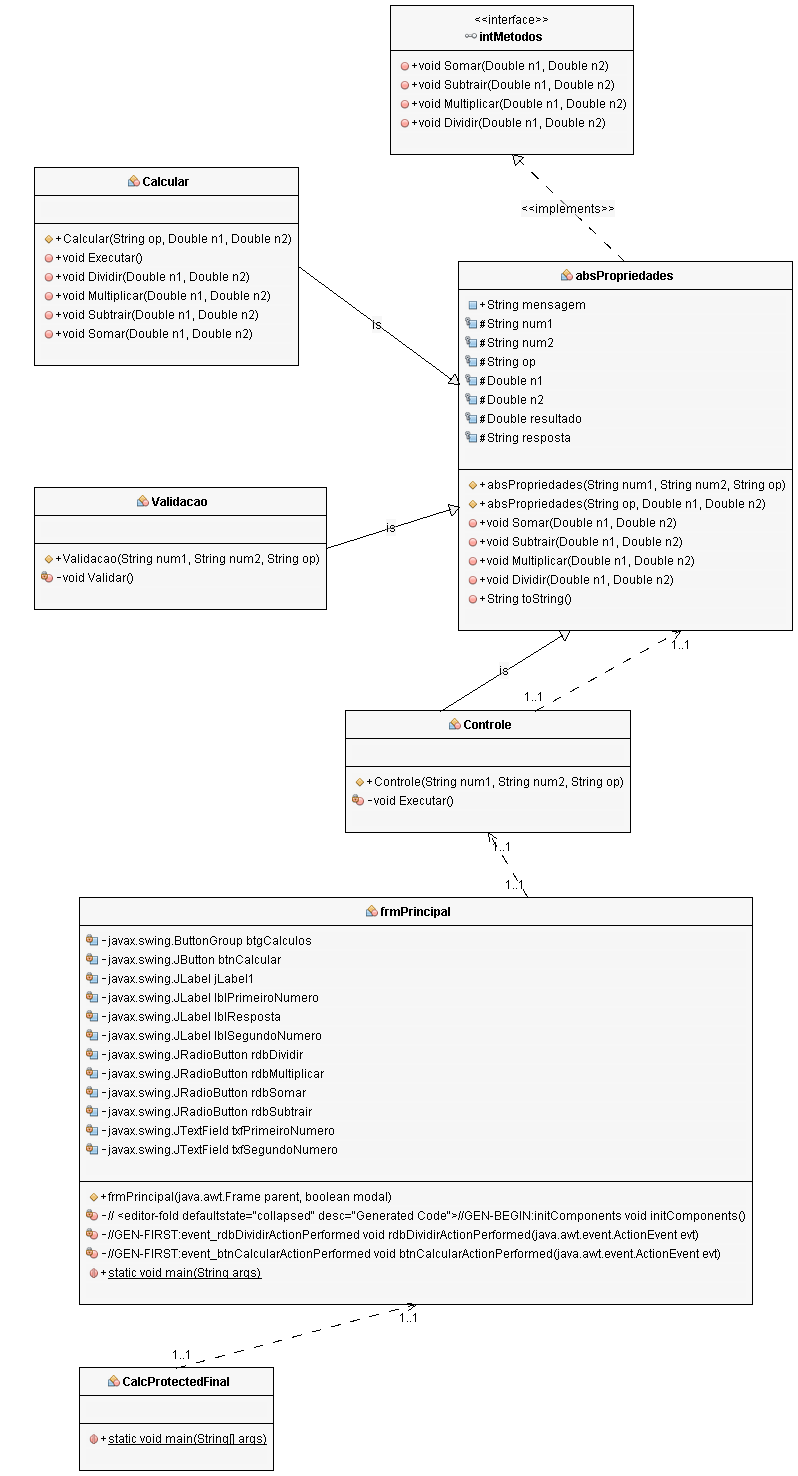 <<interface>>
intMetodos
+void Somar(Double n1, Double n2)
+void Subtrair(Double n1, Double n2)
+void Multiplicar(Double n1, Double n2)
+void Dividir(Double n1, Double n2)
<<implements>>
Calcular
+Calcular(String op, Double n1, Double n2)
+void Executar()
+void Dividir(Double n1, Double n2)
+void Multiplicar(Double n1, Double n2)
+void Subtrair(Double n1, Double n2)
+void Somar(Double n1, Double n2)
is
absPropriedades
+String mensagem
#String num1
#String num2
#String op
#Double n1
#Double n2
#Double resultado
#String resposta
+absPropriedades(String num1, String num2, String op)
+absPropriedades(String op, Double n1, Double n2)
+void Somar(Double n1, Double n2)
+void Subtrair(Double n1, Double n2)
+void Multiplicar(Double n1, Double n2)
+void Dividir(Double n1, Double n2)
+String toString()
Validacao
+Validacao(String num1, String num2, String op)
-void Validar()
is
is
1..1
1..1
Controle
+Controle(String num1, String num2, String op)
-void Executar()
1..1
1..1
frmPrincipal
-javax.swing.ButtonGroup btgCalculos
-javax.swing.JButton btnCalcular
-javax.swing.JLabel jLabel1
-javax.swing.JLabel lblPrimeiroNumero
-javax.swing.JLabel lblResposta
-javax.swing.JLabel lblSegundoNumero
-javax.swing.JRadioButton rdbDividir
-javax.swing.JRadioButton rdbMultiplicar
-javax.swing.JRadioButton rdbSomar
-javax.swing.JRadioButton rdbSubtrair
-javax.swing.JTextField txfPrimeiroNumero
-javax.swing.JTextField txfSegundoNumero
+frmPrincipal(java.awt.Frame parent, boolean modal)
-// <editor-fold defaultstate="collapsed" desc="Generated Code">//GEN-BEGIN:initComponents void initComponents()
-//GEN-FIRST:event_rdbDividirActionPerformed void rdbDividirActionPerformed(java.awt.event.ActionEvent evt)
-//GEN-FIRST:event_btnCalcularActionPerformed void btnCalcularActionPerformed(java.awt.event.ActionEvent evt)
+static void main(String args)
1..1
1..1
CalcProtectedFinal
+static void main(String[] args)